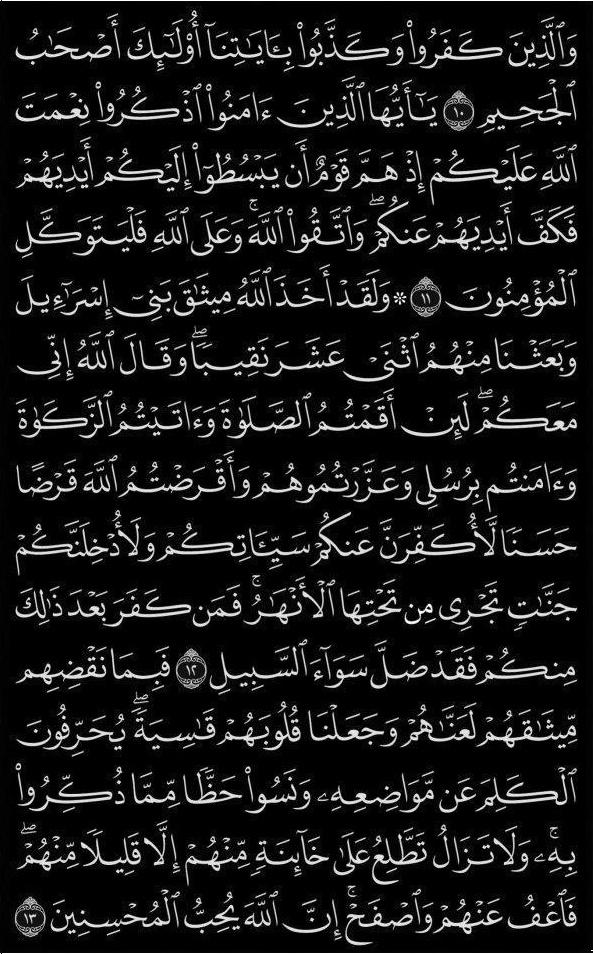 وَٱلَّذِينَ كَفَرُوا۟ وَكَذَّبُوا۟ بِـَٔايَـٰتِنَآ أُو۟لَـٰٓئِكَ أَصْحَـٰبُ
ٱلْجَحِيمِ ١٠ يَـٰٓأَيُّهَا ٱلَّذِينَ ءَامَنُوا۟ ٱذْكُرُوا۟ نِعْمَتَ
ٱللَّهِ عَلَيْكُمْ إِذْ هَمَّ قَوْمٌ أَن يَبْسُطُوٓا۟ إِلَيْكُمْ أَيْدِيَهُمْ
فَكَفَّ أَيْدِيَهُمْ عَنكُمْ ۖ وَٱتَّقُوا۟ ٱللَّهَ ۚ وَعَلَى ٱللَّهِ فَلْيَتَوَكَّلِ
ٱلْمُؤْمِنُونَ ١١ ۞ وَلَقَدْ أَخَذَ ٱللَّهُ مِيثَـٰقَ بَنِىٓ إِسْرَٰٓءِيلَ
وَبَعَثْنَا مِنْهُمُ ٱثْنَىْ عَشَرَ نَقِيبًا ۖ وَقَالَ ٱللَّهُ إِنِّى
مَعَكُمْ ۖ لَئِنْ أَقَمْتُمُ ٱلصَّلَوٰةَ وَءَاتَيْتُمُ ٱلزَّكَوٰةَ
وَءَامَنتُم بِرُسُلِى وَعَزَّرْتُمُوهُمْ وَأَقْرَضْتُمُ ٱللَّهَ قَرْضًا
حَسَنًا لَّأُكَفِّرَنَّ عَنكُمْ سَيِّـَٔاتِكُمْ وَلَأُدْخِلَنَّكُمْ
جَنَّـٰتٍ تَجْرِى مِن تَحْتِهَا ٱلْأَنْهَـٰرُ ۚ فَمَن كَفَرَ بَعْدَ ذَٰلِكَ
مِنكُمْ فَقَدْ ضَلَّ سَوَآءَ ٱلسَّبِيلِ ١٢ فَبِمَا نَقْضِهِم
مِّيثَـٰقَهُمْ لَعَنَّـٰهُمْ وَجَعَلْنَا قُلُوبَهُمْ قَـٰسِيَةً ۖ يُحَرِّفُونَ
ٱلْكَلِمَ عَن مَّوَاضِعِهِۦ ۙ وَنَسُوا۟ حَظًّا مِّمَّا ذُكِّرُوا۟
بِهِۦ ۚ وَلَا تَزَالُ تَطَّلِعُ عَلَىٰ خَآئِنَةٍ مِّنْهُمْ إِلَّا قَلِيلًا مِّنْهُمْ ۖ
فَٱعْفُ عَنْهُمْ وَٱصْفَحْ ۚ إِنَّ ٱللَّهَ يُحِبُّ ٱلْمُحْسِنِينَ ١٣